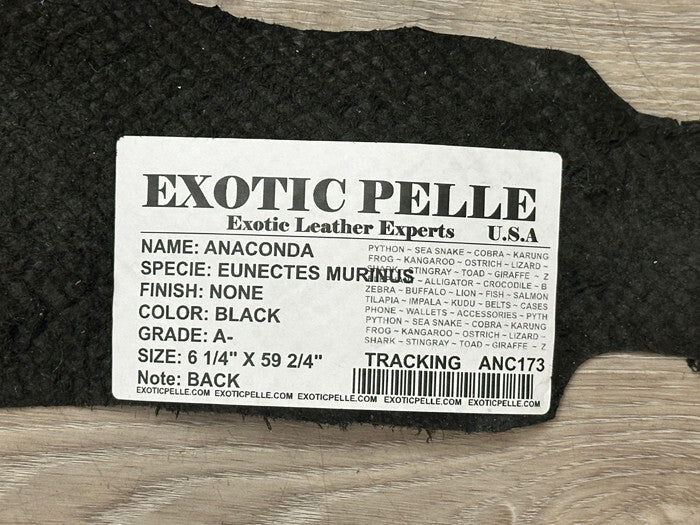 EXOTIC PELLE
Exotic Leather Experts U.S.A
NAME: ANACONDA
SPECIE: EUNECTES MURINUS
FINISH: NONE
COLOR: BLACK
GRADE: A-
SIZE: 6 1/4" X 59 2/4"
Note: BACK
PYTHON ~ SEA SNAKE ~ COBRA ~ KARUNG
FROG ~ KANGAROO ~ OSTRICH ~ LIZARD ~
SHARK ~ STINGRAY ~ TOAD ~ GIRAFFE ~ Z
ALLIGATOR ~ CROCODILE ~ B
ZEBRA ~ BUFFALO ~ LION ~ FISH ~ SALMON
TILAPIA ~ IMPALA ~ KUDU ~ BELTS ~ CASES
PHONE ~ WALLETS ~ ACCESSORIES ~ PYTH
PYTHON ~ SEA SNAKE ~ COBRA ~ KARUNG
FROG ~ KANGAROO ~ OSTRICH ~ LIZARD ~
SHARK ~ STINGRAY ~ TOAD ~ GIRAFFE ~ Z
TRACKING ANC173
EXOTICPELLE.COM EXOTICPELLE.COM EXOTICPELLE.COM EXOTICPELLE.COM EXOTICPELLE.COM